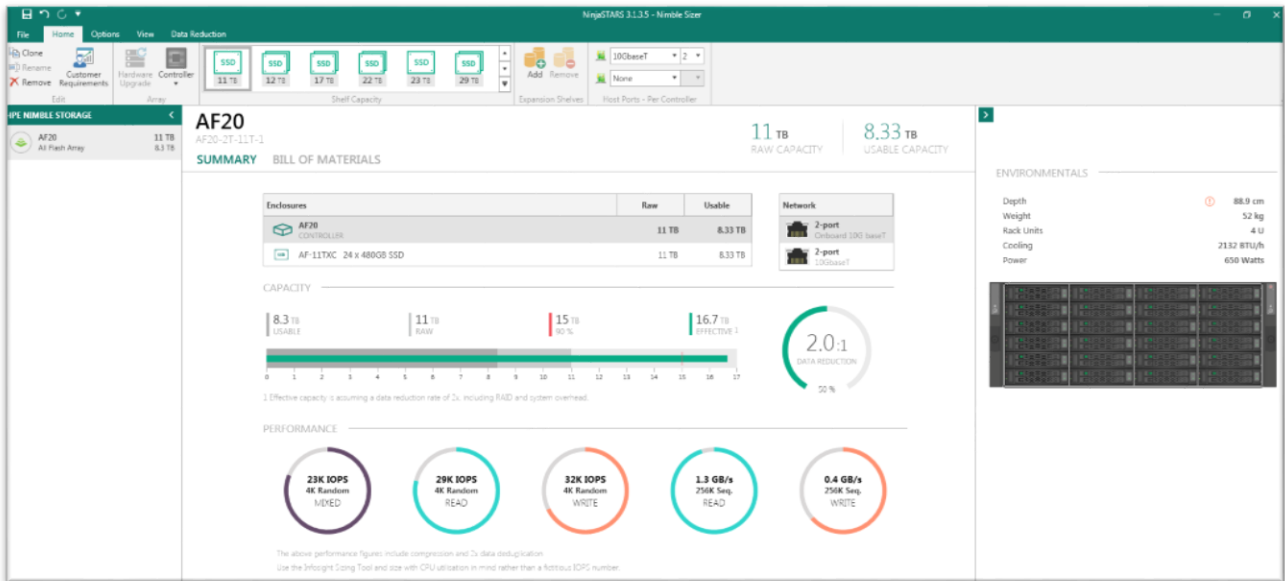 NinjaSTARS 3.1.3.5 - Nimble Sizer
File Home Options View Data Reduction
Clone
Rename
Remove
Customer Requirements
Edit
Hardware Upgrade
Controller
Array
SSD SSD SSD SSD SSD SSD
11 TB 12 TB 17 TB 22 TB 23 TB 29 TB
Shelf Capacity
Add Remove
Expansion Shelves
10GbaseT 2
None
Host Ports - Per Controller
HPE NIMBLE STORAGE
AF20 11 TB
All Flash Array 8.3 TB
AF20
AF20-2T-11T-1
11 TB
RAW CAPACITY
8.33 TB
USABLE CAPACITY
SUMMARY BILL OF MATERIALS
Enclosures Raw Usable
AF20 11 TB 8.33 TB
CONTROLLER
AF-11TXC 24 x 480GB SSD 11 TB 8.33 TB
Network
2-port
Onboard 10G baseT
2-port
10GbaseT
CAPACITY
8.3 TB
USABLE
11 TB
RAW
15 TB
90 %
16.7 TB
EFFECTIVE 1
0 1 2 3 4 5 6 7 8 9 10 11 12 13 14 15 16 17
2.0:1
DATA REDUCTION
50 %
1 Effective capacity is assuming a data reduction rate of 2x, including RAID and system overhead.
PERFORMANCE
23K IOPS
4K Random
MIXED
29K IOPS
4K Random
READ
32K IOPS
4K Random
WRITE
1.3 GB/s
256K Seq.
READ
0.4 GB/s
256K Seq.
WRITE
The above performance figures include compression and 2x data deduplication
Use the Infosight Sizing Tool and size with CPU utilisation in mind rather than a fictitious IOPS number.
ENVIRONMENTALS
Depth 88.9 cm
Weight 52 kg
Rack Units 4 U
Cooling 2132 BTU/h
Power 650 Watts